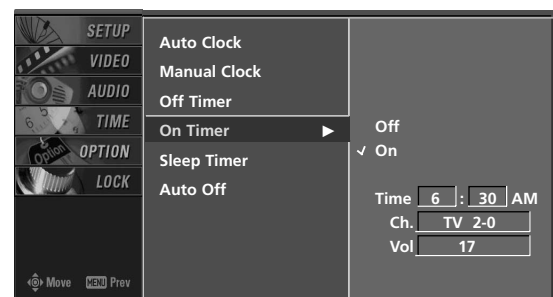 SETUP
VIDEO
AUDIO
TIME
OPTION
LOCK
Move MENU Prev
Auto Clock
Manual Clock
Off Timer
On Timer ►
Sleep Timer
Auto Off
Off
✓ On
Time 6 : 30 AM
Ch. TV 2-0
Vol 17